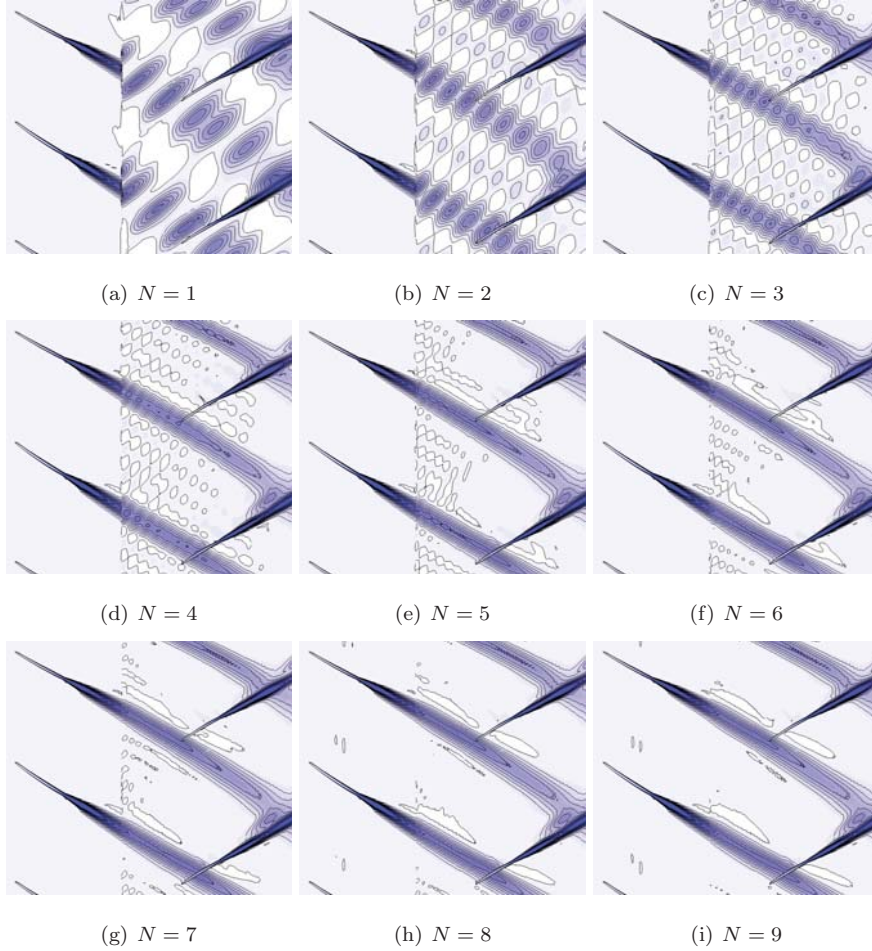 (a) N = 1
(b) N = 2
(c) N = 3
(d) N = 4
(e) N = 5
(f) N = 6
(g) N = 7
(h) N = 8
(i) N = 9